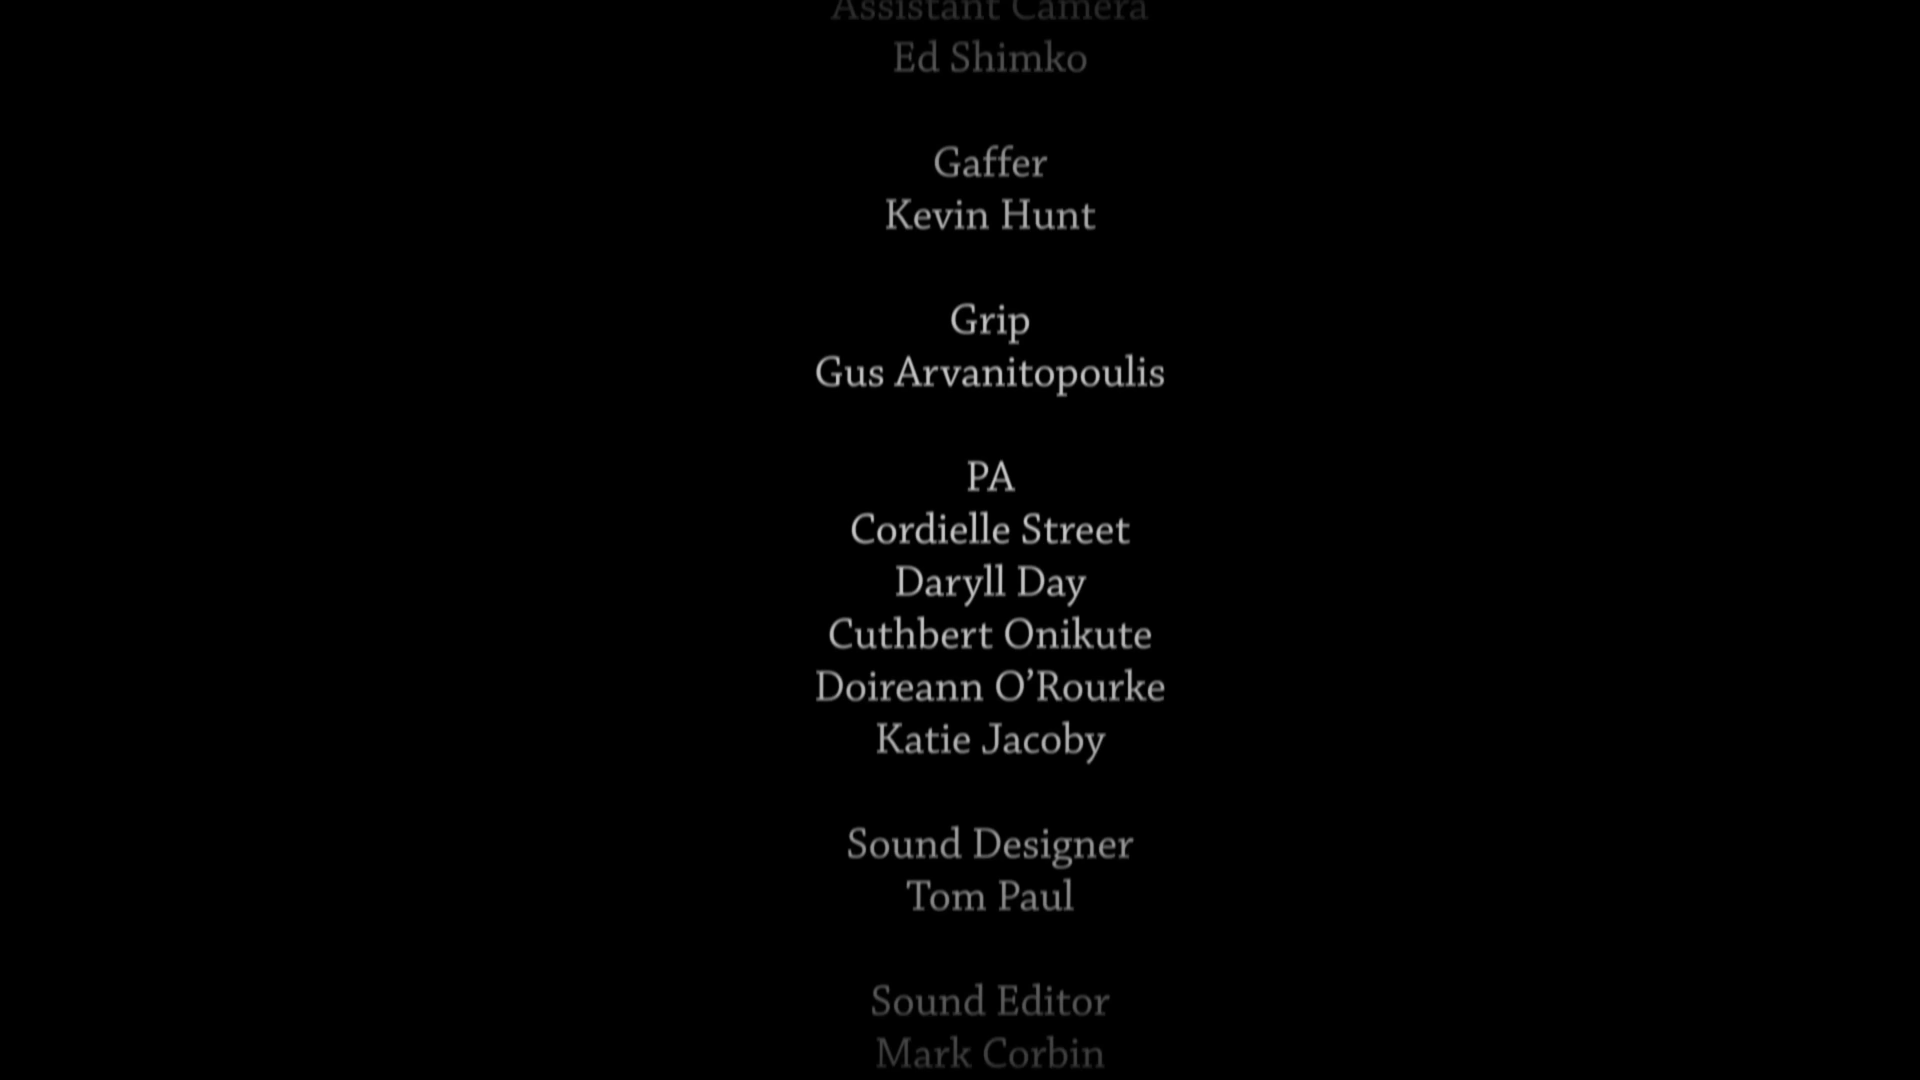 Assistant Camera
Ed Shimko
Gaffer
Kevin Hunt
Grip
Gus Arvanitopoulis
PA
Cordielle Street
Daryll Day
Cuthbert Onikute
Doireann O’Rourke
Katie Jacoby
Sound Designer
Tom Paul
Sound Editor
Mark Corbin